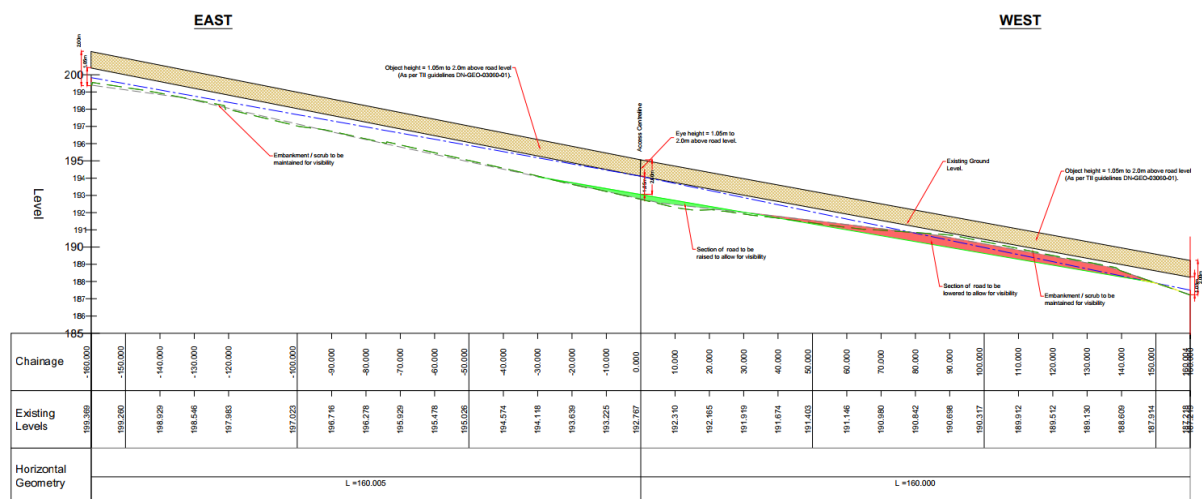 EAST
WEST
2.00m
1.05m
Object height = 1.05m to 2.0m above road level
(As per TII guidelines DN-GEO-03060-01).
Access Centreline
Eye height = 1.05m to
2.0m above road level.
Embankment / scrub to be
maintained for visibility
Existing Ground
Level.
Object height = 1.05m to 2.0m above road level
(As per TII guidelines DN-GEO-03060-01).
Section of road to be
raised to allow for visibility
Section of road to be
lowered to allow for visibility
Embankment / scrub to be
maintained for visibility
Level
200
199
198
196
195
194
193
192
191
190
189
188
187
186
185
Chainage
-160.000 -150.000 -140.000 -130.000 -120.000 -100.000 -90.000 -80.000 -70.000 -60.000 -50.000 -40.000 -30.000 -20.000 -10.000 0.000 10.000 20.000 30.000 40.000 50.000 60.000 70.000 80.000 90.000 100.000 110.000 120.000 130.000 140.000 150.000
Existing
Levels
199.369 199.260 198.929 198.546 197.983 197.023 196.716 196.278 195.929 195.478 195.026 194.574 194.118 193.639 193.225 192.767 192.310 192.165 191.919 191.674 191.403 191.146 190.980 190.842 190.698 190.317 189.912 189.512 189.130 188.609 187.914
Horizontal
Geometry
L =160.005
L =160.000